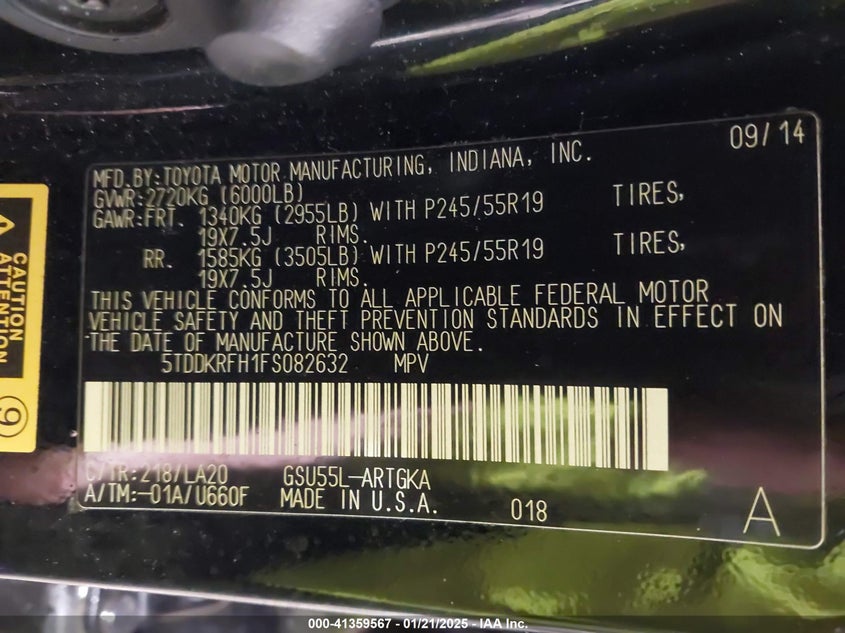 09/14
MFD.BY:TOYOTA MOTOR MANUFACTURING, INDIANA, INC.
GVWR:2720KG (6000LB)
GAWR:FRT. 1340KG (2955LB) WITH P245/55R19 TIRES,
19X7.5J RIMS.
RR. 1585KG (3505LB) WITH P245/55R19 TIRES,
19X7.5J RIMS.
THIS VEHICLE CONFORMS TO ALL APPLICABLE FEDERAL MOTOR
VEHICLE SAFETY AND THEFT PREVENTION STANDARDS IN EFFECT ON
THE DATE OF MANUFACTURE SHOWN ABOVE.
5TDDKRFH1FS082632 MPV
C/TR:218/LA20 GSU55L-ARTGKA
A/TM:-01A/U660F MADE IN U.S.A. 018 A
CAUTION
ATTENTION
9
000-41359567 - 01/21/2025 - IAA Inc.